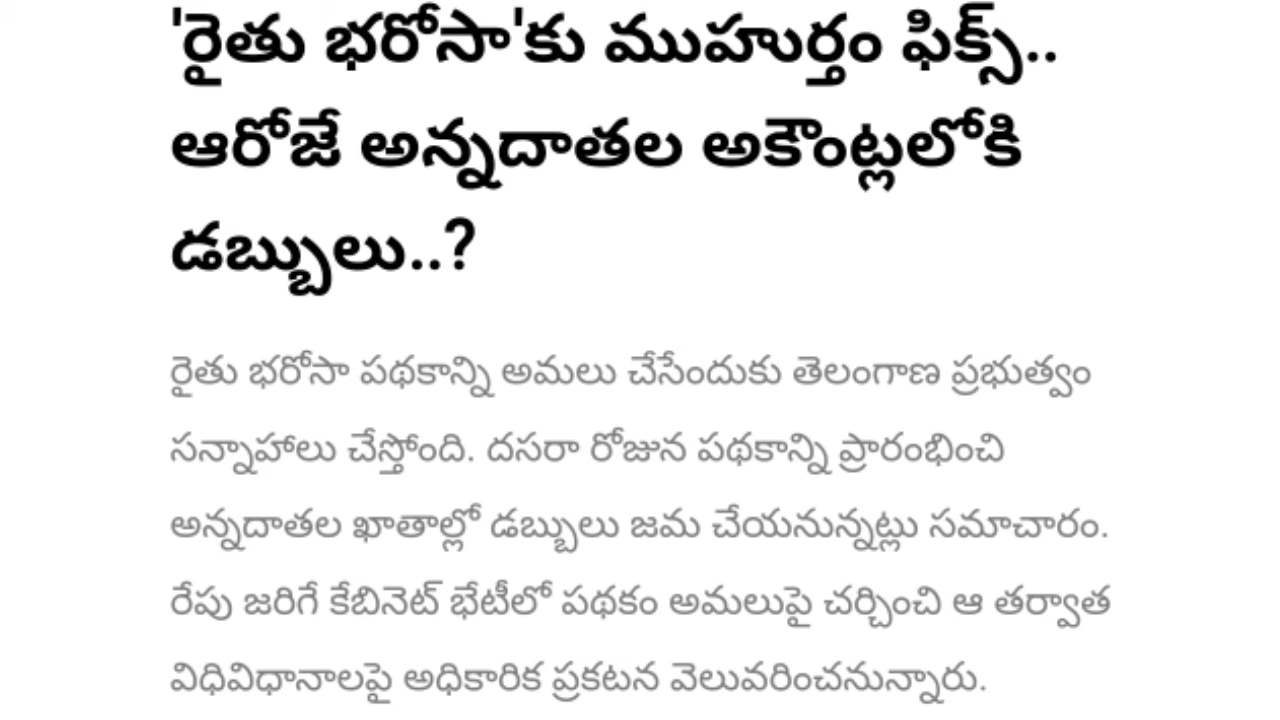 'రైతు భరోసా'కు ముహుర్తం ఫిక్స్..
ఆరోజే అన్నదాతల అకౌంట్లలోకి
డబ్బులు..?
రైతు భరోసా పథకాన్ని అమలు చేసేందుకు తెలంగాణ ప్రభుత్వం
సన్నాహాలు చేస్తోంది. దసరా రోజున పథకాన్ని ప్రారంభించి
అన్నదాతల ఖాతాల్లో డబ్బులు జమ చేయనున్నట్లు సమాచారం.
రేపు జరిగే కేబినెట్ భేటీలో పథకం అమలుపై చర్చించి ఆ తర్వాత
విధివిధానాలపై అధికారిక ప్రకటన వెలువరించనున్నారు.